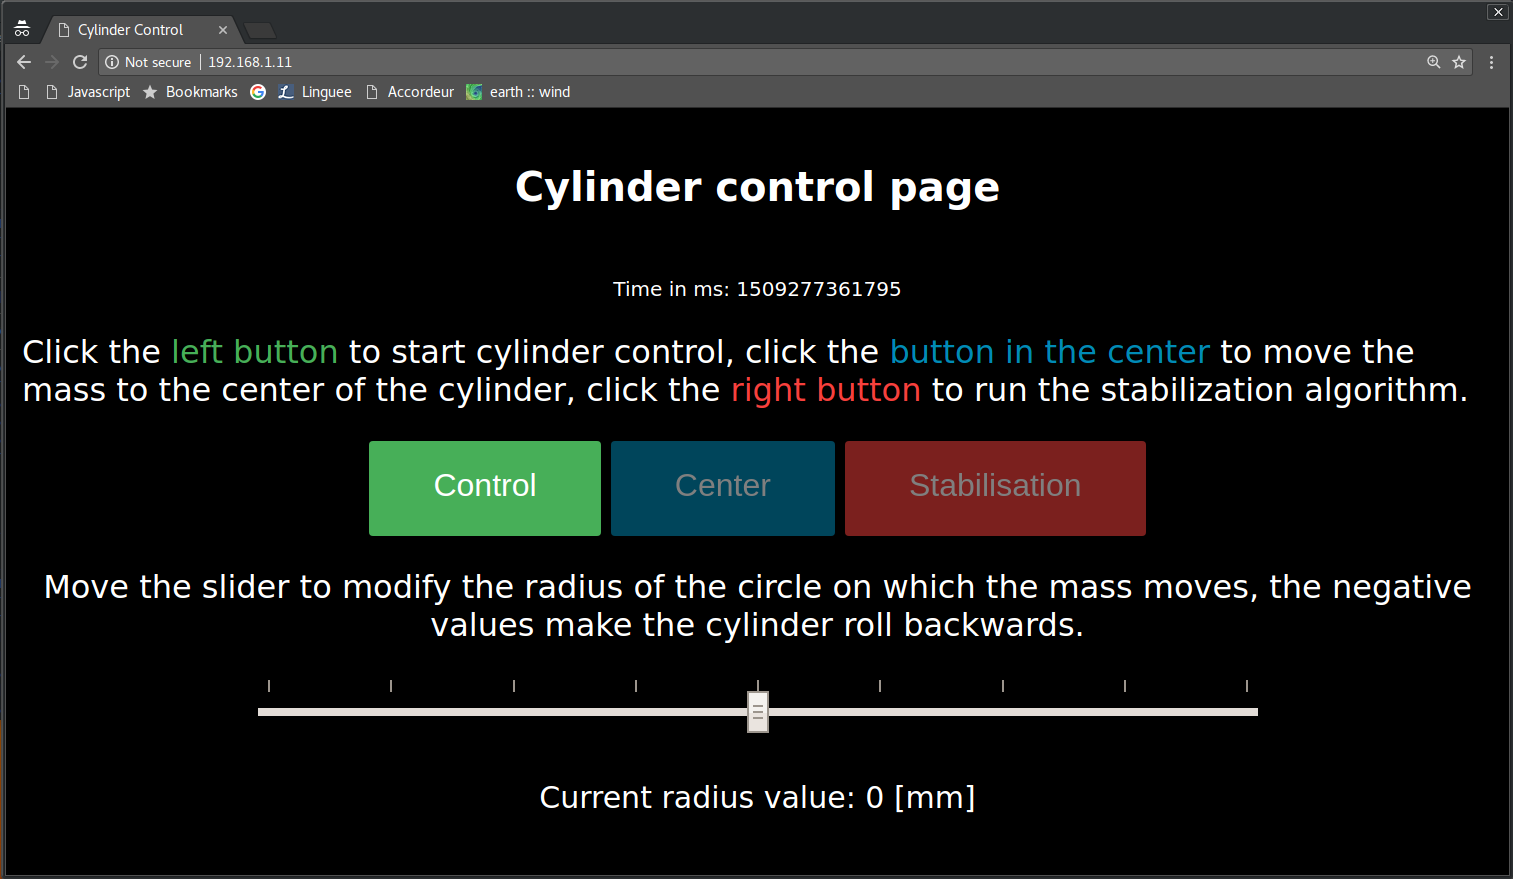 Cylinder Control
Not secure
192.168.1.11
Javascript
Bookmarks
Linguee
Accordeur
earth :: wind
Cylinder control page
Time in ms: 1509277361795
Click the left button to start cylinder control, click the button in the center to move the
mass to the center of the cylinder, click the right button to run the stabilization algorithm.
Control
Center
Stabilisation
Move the slider to modify the radius of the circle on which the mass moves, the negative
values make the cylinder roll backwards.
Current radius value: 0 [mm]